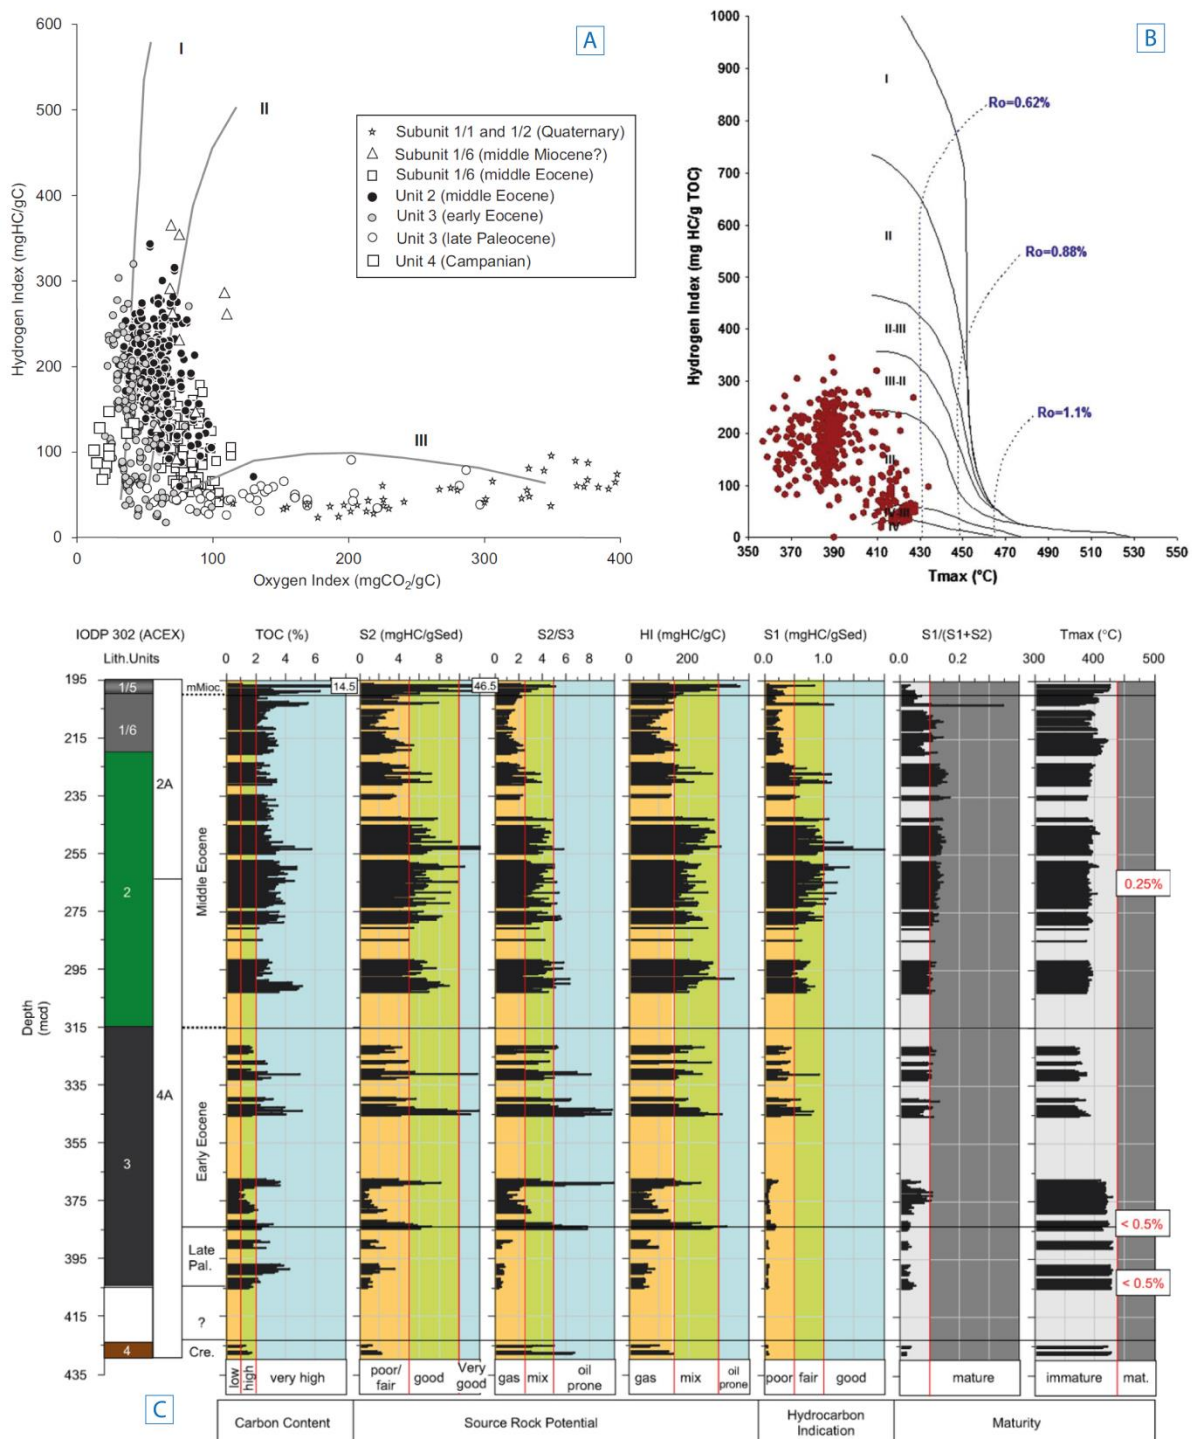 A
600
500
400
300
200
100
0
0 100 200 300 400
Hydrogen Index (mgHC/gC)
Oxygen Index (mgCO₂/gC)
I
II
III
Subunit 1/1 and 1/2 (Quaternary)
Subunit 1/6 (middle Miocene?)
Subunit 1/6 (middle Eocene)
Unit 2 (middle Eocene)
Unit 3 (early Eocene)
Unit 3 (late Paleocene)
Unit 4 (Campanian)
B
1000
900
800
700
600
500
400
300
200
100
0
350 370 390 410 430 450 470 490 510 530 550
Hydrogen Index (mg HC/g TOC)
Tmax (°C)
I
II
II-III
III-II
III
IV-III
IV
Ro=0.62%
Ro=0.88%
Ro=1.1%
IODP 302 (ACEX) TOC (%) S2 (mgHC/gSed) S2/S3 HI (mgHC/gC) S1 (mgHC/gSed) S1/(S1+S2) Tmax (°C)
Lith.Units 0 2 4 6 0 4 8 0 2 4 6 8 0 200 0.0 1.0 0.0 0.2 300 400 500
195
215
235
255
275
295
315
335
355
375
395
415
435
Depth
(mcd)
1/5
1/6
2
3
4
2A
4A
mMioc.
Middle Eocene
Early Eocene
Late
Pal.
?
Cre.
14.5
46.5
0.25%
< 0.5%
< 0.5%
low high very high
poor/
fair good Very
good
gas mix oil
prone
gas mix oil
prone
poor fair good
mature
immature mat.
C
Carbon Content Source Rock Potential Hydrocarbon
Indication Maturity